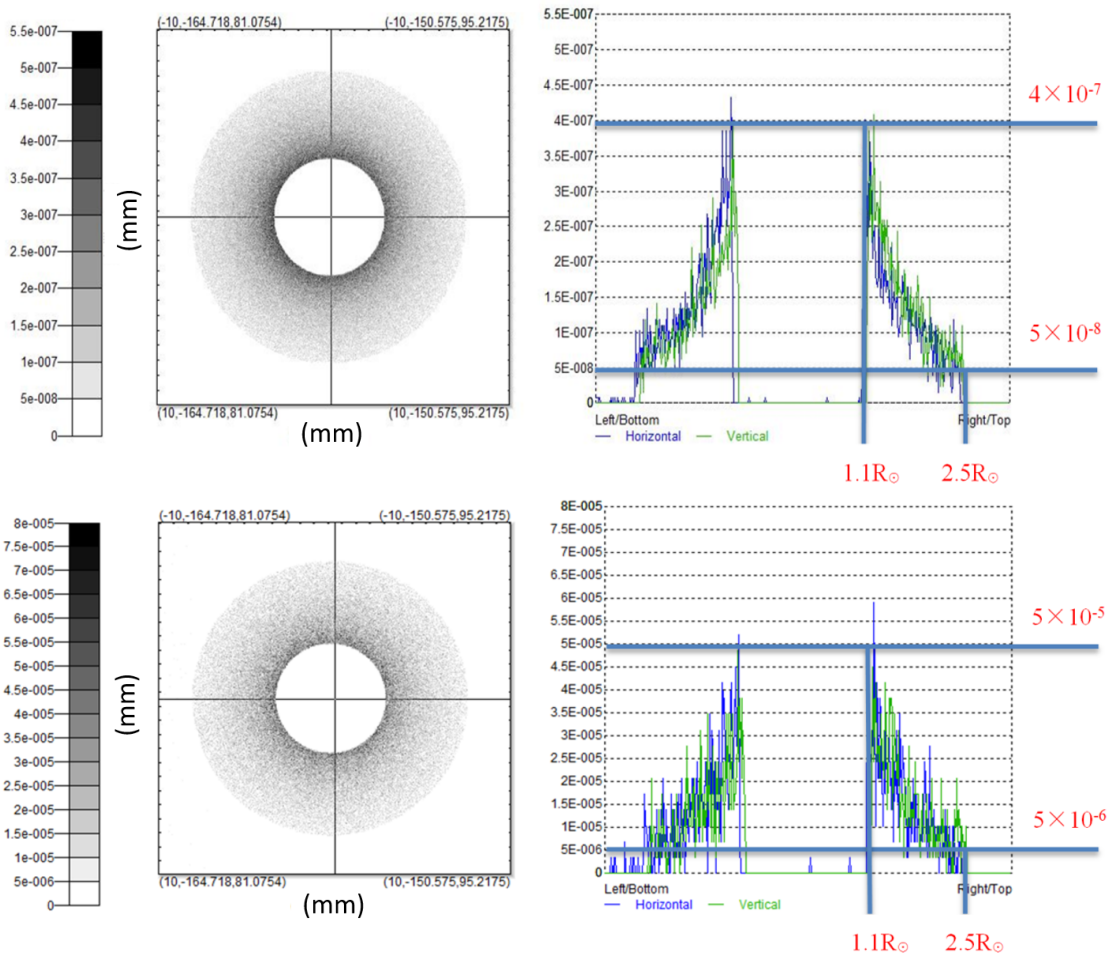 5.5e-007
5e-007
4.5e-007
4e-007
3.5e-007
3e-007
2.5e-007
2e-007
1.5e-007
1e-007
5e-008
0
(mm)
(-10,-164.718,81.0754) (-10,-150.575,95.2175)
(10,-164.718,81.0754) (10,-150.575,95.2175)
(mm)
5.5E-007
5E-007
4.5E-007
4E-007
3.5E-007
3E-007
2.5E-007
2E-007
1.5E-007
1E-007
5E-008
0
Left/Bottom Right/Top
Horizontal Vertical
4×10⁻⁷
5×10⁻⁸
1.1R☉ 2.5R☉
8e-005
7.5e-005
7e-005
6.5e-005
6e-005
5.5e-005
5e-005
4.5e-005
4e-005
3.5e-005
3e-005
2.5e-005
2e-005
1.5e-005
1e-005
5e-006
0
(mm)
(-10,-164.718,81.0754) (-10,-150.575,95.2175)
(10,-164.718,81.0754) (10,-150.575,95.2175)
(mm)
8E-005
7.5E-005
7E-005
6.5E-005
6E-005
5.5E-005
5E-005
4.5E-005
4E-005
3.5E-005
3E-005
2.5E-005
2E-005
1.5E-005
1E-005
5E-006
0
Left/Bottom Right/Top
Horizontal Vertical
5×10⁻⁵
5×10⁻⁶
1.1R☉ 2.5R☉